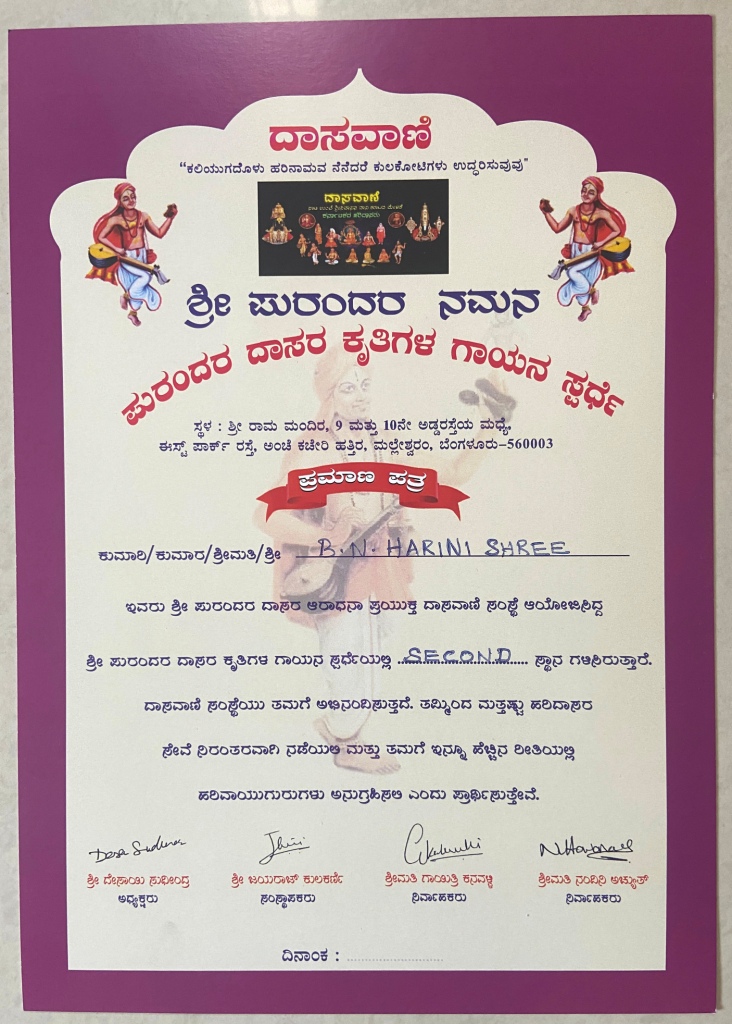 ದಾಸವಾಣಿ
“ಕಲಿಯುಗದೊಳು ಹರಿನಾಮವ ನೆನೆದರೆ ಕುಲಕೋಟಿಗಳು ಉದ್ಧರಿಸುವುವು”
ದಾಸವಾಣಿ
ಕರ್ನಾಟಕದ ಹರಿದಾಸರು
ಶ್ರೀ ಪುರಂದರ ನಮನ
ಪುರಂದರ ದಾಸರ ಕೃತಿಗಳ ಗಾಯನ ಸ್ಪರ್ಧೆ
ಸ್ಥಳ : ಶ್ರೀ ರಾಮ ಮಂದಿರ, 9 ಮತ್ತು 10ನೇ ಅಡ್ಡರಸ್ತೆಯ ಮಧ್ಯೆ,
ಈಸ್ಟ್ ಪಾರ್ಕ್ ರಸ್ತೆ, ಅಂಚೆ ಕಚೇರಿ ಹತ್ತಿರ, ಮಲ್ಲೇಶ್ವರಂ, ಬೆಂಗಳೂರು-560003
ಪ್ರಮಾಣ ಪತ್ರ
ಕುಮಾರಿ/ಕುಮಾರ/ಶ್ರೀಮತಿ/ಶ್ರೀ B.N. HARINI SHREE
ಇವರು ಶ್ರೀ ಪುರಂದರ ದಾಸರ ಆರಾಧನಾ ಪ್ರಯುಕ್ತ ದಾಸವಾಣಿ ಸಂಸ್ಥೆ ಆಯೋಜಿಸಿದ್ದ
ಶ್ರೀ ಪುರಂದರ ದಾಸರ ಕೃತಿಗಳ ಗಾಯನ ಸ್ಪರ್ಧೆಯಲ್ಲಿ SECOND ಸ್ಥಾನ ಗಳಿಸಿರುತ್ತಾರೆ.
ದಾಸವಾಣಿ ಸಂಸ್ಥೆಯು ತಮಗೆ ಅಭಿನಂದಿಸುತ್ತದೆ. ತಮ್ಮಿಂದ ಮತ್ತಷ್ಟು ಹರಿದಾಸರ
ಸೇವೆ ನಿರಂತರವಾಗಿ ನಡೆಯಲಿ ಮತ್ತು ತಮಗೆ ಇನ್ನೂ ಹೆಚ್ಚಿನ ರೀತಿಯಲ್ಲಿ
ಹರಿವಾಯುಗುರುಗಳು ಅನುಗ್ರಹಿಸಲಿ ಎಂದು ಪ್ರಾರ್ಥಿಸುತ್ತೇವೆ.
ಶ್ರೀ ದೇಸಾಯಿ ಸುಧೀಂದ್ರ ಶ್ರೀ ಜಯರಾಜ್ ಕುಲಕರ್ಣಿ ಶ್ರೀಮತಿ ಗಾಯಿತ್ರಿ ಕನವಳ್ಳಿ ಶ್ರೀಮತಿ ನಂದಿನಿ ಅಚ್ಯುತ್
ಅಧ್ಯಕ್ಷರು ಸಂಸ್ಥಾಪಕರು ನಿರ್ವಾಹಕರು ನಿರ್ವಾಹಕರು
ದಿನಾಂಕ :